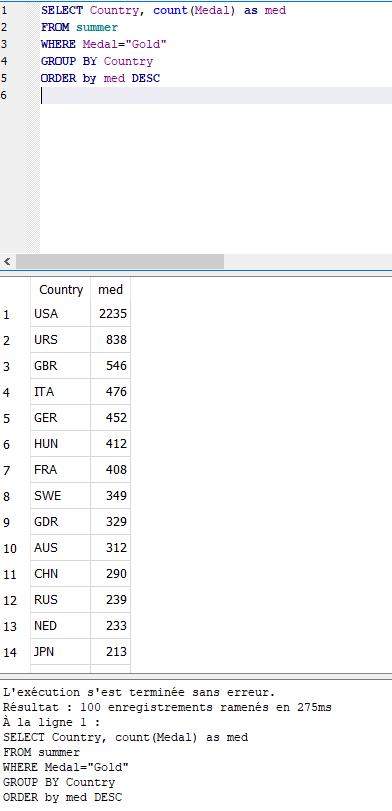 1 SELECT Country, count(Medal) as med
2 FROM summer
3 WHERE Medal="Gold"
4 GROUP BY Country
5 ORDER by med DESC
6
<
Country med
1 USA 2235
2 URS 838
3 GBR 546
4 ITA 476
5 GER 452
6 HUN 412
7 FRA 408
8 SWE 349
9 GDR 329
10 AUS 312
11 CHN 290
12 RUS 239
13 NED 233
14 JPN 213
L'exécution s'est terminée sans erreur.
Résultat : 100 enregistrements ramenés en 275ms
À la ligne 1 :
SELECT Country, count(Medal) as med
FROM summer
WHERE Medal="Gold"
GROUP BY Country
ORDER by med DESC